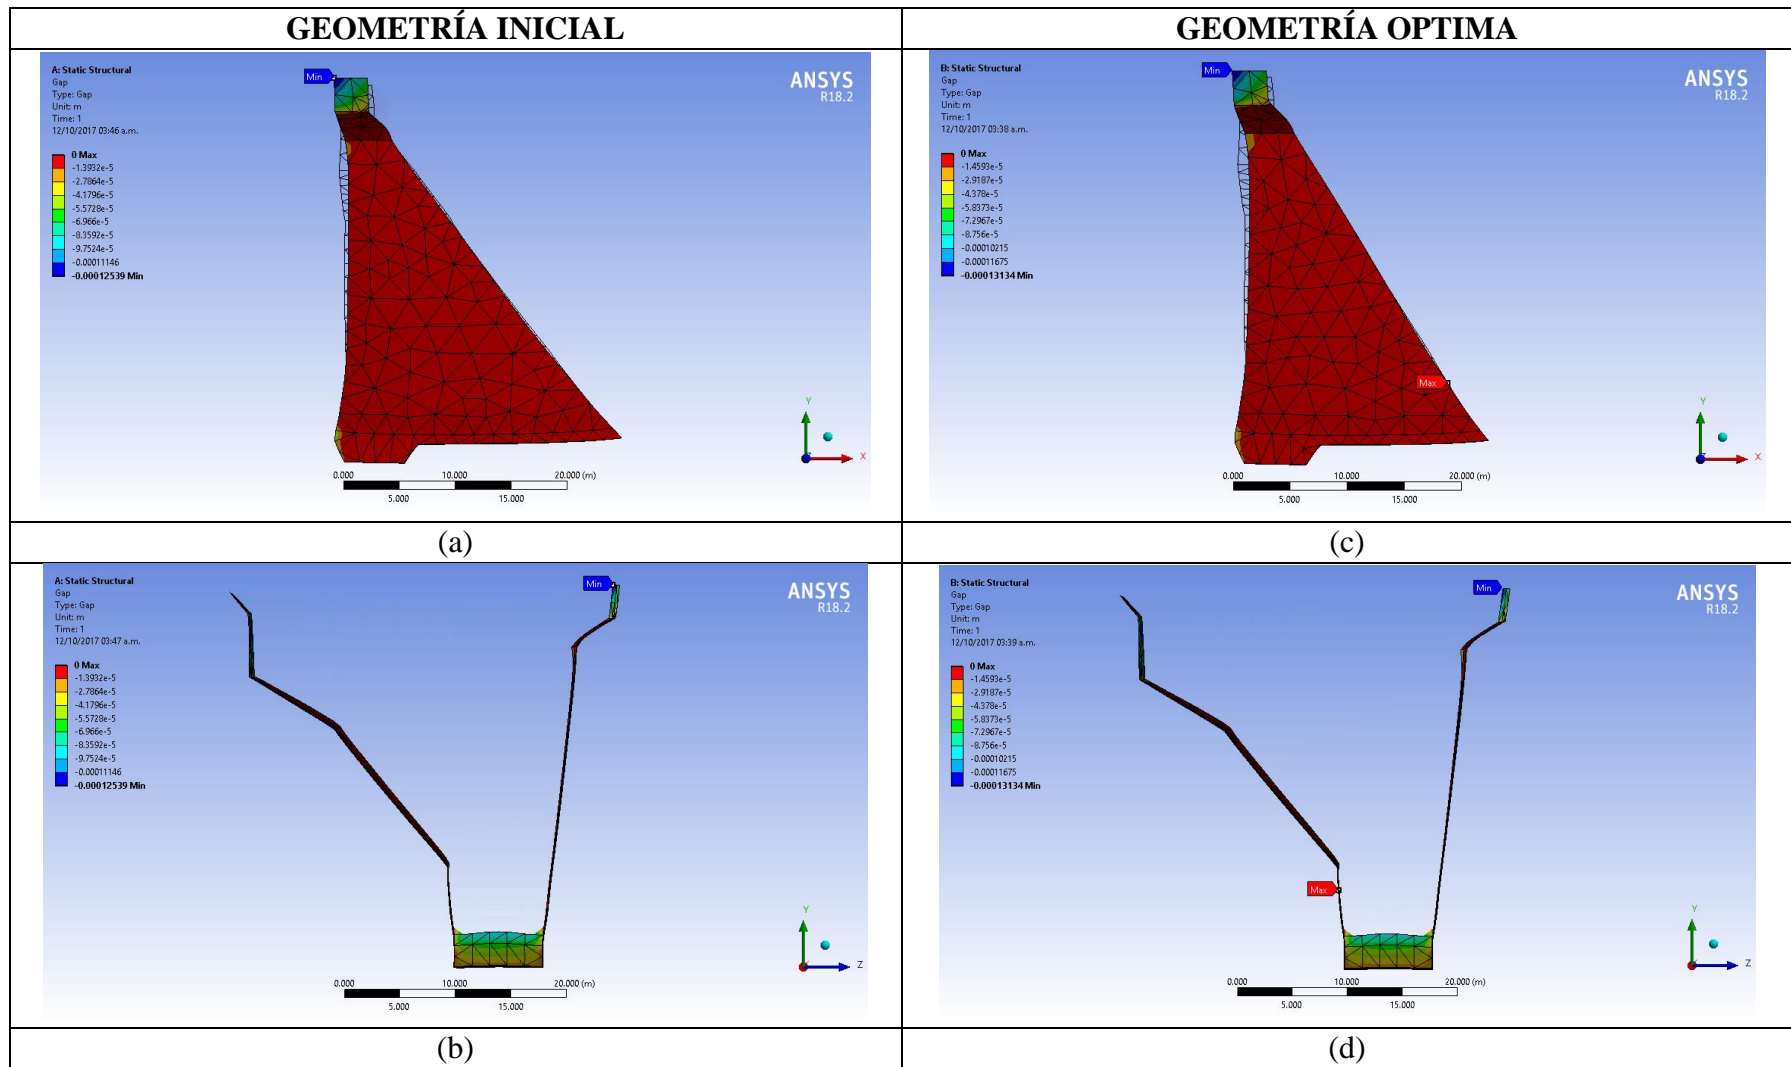 GEOMETRÍA INICIAL
GEOMETRÍA OPTIMA
A: Static Structural
Gap
Type: Gap
Unit: m
Time: 1
12/10/2017 03:46 a.m.
0 Max
-1.3932e-5
-2.7864e-5
-4.1796e-5
-5.5728e-5
-6.966e-5
-8.3592e-5
-9.7524e-5
-0.00011146
-0.00012539 Min
Min
ANSYS
R18.2
Y
X
0.000
10.000
20.000 (m)
5.000
15.000
B: Static Structural
Gap
Type: Gap
Unit: m
Time: 1
12/10/2017 03:38 a.m.
0 Max
-1.4593e-5
-2.9187e-5
-4.378e-5
-5.8373e-5
-7.2967e-5
-8.756e-5
-0.00010215
-0.00011675
-0.00013134 Min
Min
Max
ANSYS
R18.2
Y
X
0.000
10.000
20.000 (m)
5.000
15.000
(a)
(c)
A: Static Structural
Gap
Type: Gap
Unit: m
Time: 1
12/10/2017 03:47 a.m.
0 Max
-1.3932e-5
-2.7864e-5
-4.1796e-5
-5.5728e-5
-6.966e-5
-8.3592e-5
-9.7524e-5
-0.00011146
-0.00012539 Min
Min
ANSYS
R18.2
Y
Z
0.000
10.000
20.000 (m)
5.000
15.000
B: Static Structural
Gap
Type: Gap
Unit: m
Time: 1
12/10/2017 03:39 a.m.
0 Max
-1.4593e-5
-2.9187e-5
-4.378e-5
-5.8373e-5
-7.2967e-5
-8.756e-5
-0.00010215
-0.00011675
-0.00013134 Min
Min
Max
ANSYS
R18.2
Y
Z
0.000
10.000
20.000 (m)
5.000
15.000
(b)
(d)